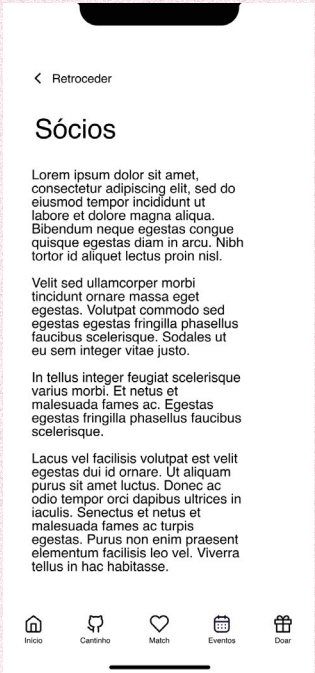 Retroceder
Sócios
Lorem ipsum dolor sit amet,
consectetur adipiscing elit, sed do
eiusmod tempor incididunt ut
labore et dolore magna aliqua.
Bibendum neque egestas congue
quisque egestas diam in arcu. Nibh
tortor id aliquet lectus proin nisl.
Velit sed ullamcorper morbi
tincidunt ornare massa eget
egestas. Volutpat commodo sed
egestas egestas fringilla phasellus
faucibus scelerisque. Sodales ut
eu sem integer vitae justo.
In tellus integer feugiat scelerisque
varius morbi. Et netus et
malesuada fames ac. Egestas
egestas fringilla phasellus faucibus
scelerisque.
Lacus vel facilisis volutpat est velit
egestas dui id ornare. Ut aliquam
purus sit amet luctus. Donec ac
odio tempor orci dapibus ultrices in
iaculis. Senectus et netus et
malesuada fames ac turpis
egestas. Purus non enim praesent
elementum facilisis leo vel. Viverra
tellus in hac habitasse.
Início
Cantinho
Match
Eventos
Doar